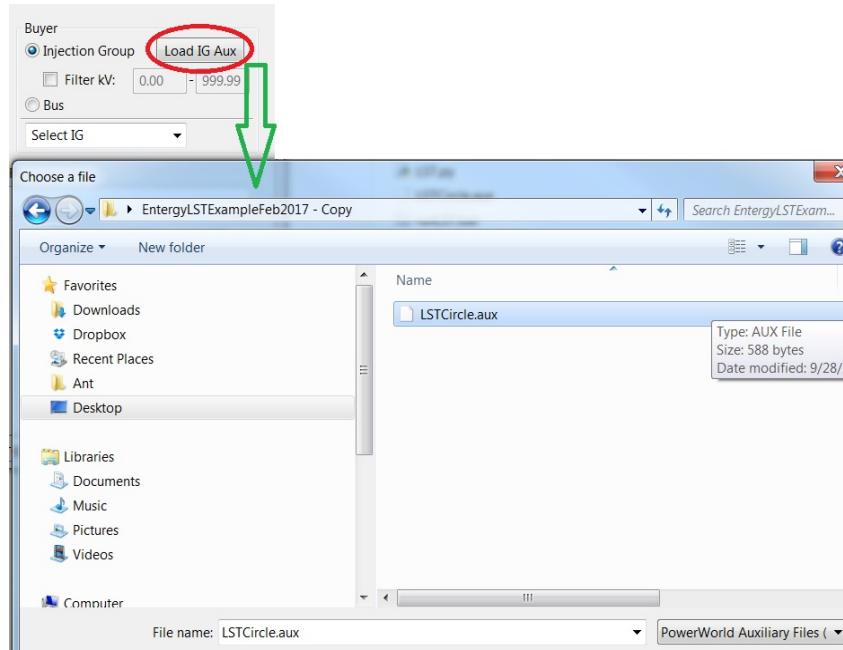 Buyer
Injection Group Load IG Aux
Filter kV: 0.00 - 999.99
Bus
Select IG
Choose a file
EntergyLSTExampleFeb2017 - Copy
Search EntergyLSTExam...
Organize New folder
Name
Favorites
Downloads
Dropbox
Recent Places
Ant
Desktop
Libraries
Documents
Music
Pictures
Videos
Computer
LSTCircle.aux
Type: AUX File
Size: 588 bytes
Date modified: 9/28/
File name: LSTCircle.aux
PowerWorld Auxiliary Files (